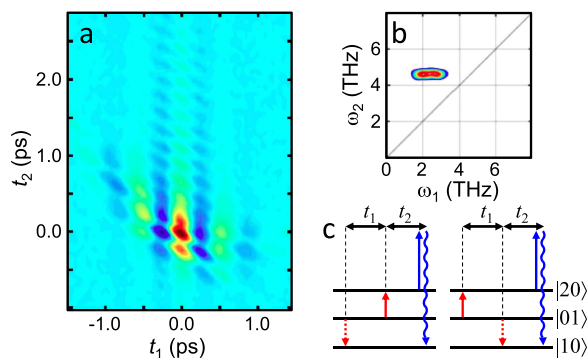 a
2.0
1.0
0.0
t₂ (ps)
-1.0
0.0
1.0
t₁ (ps)
b
6
4
2
ω₂
(THz)
0
2
4
6
ω₁ (THz)
c
t₁
t₂
t₁
t₂
|20⟩
|01⟩
|10⟩